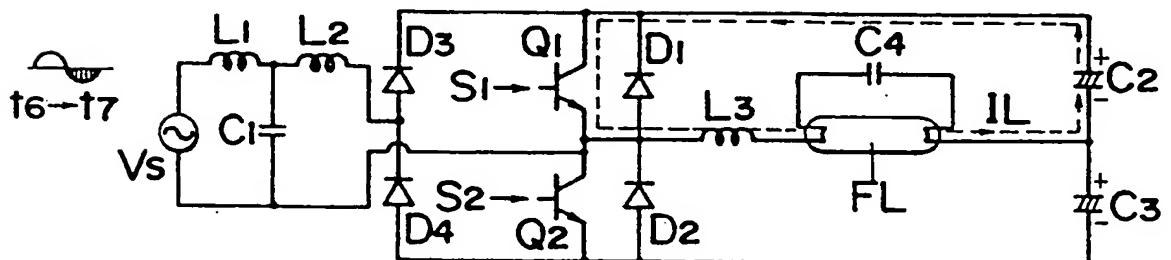 L1
L2
D3
Q1
D1
C4
t6→t7
S1
L3
IL
+
C2
-
C1
Vs
S2
D4
Q2
D2
FL
+
C3
-